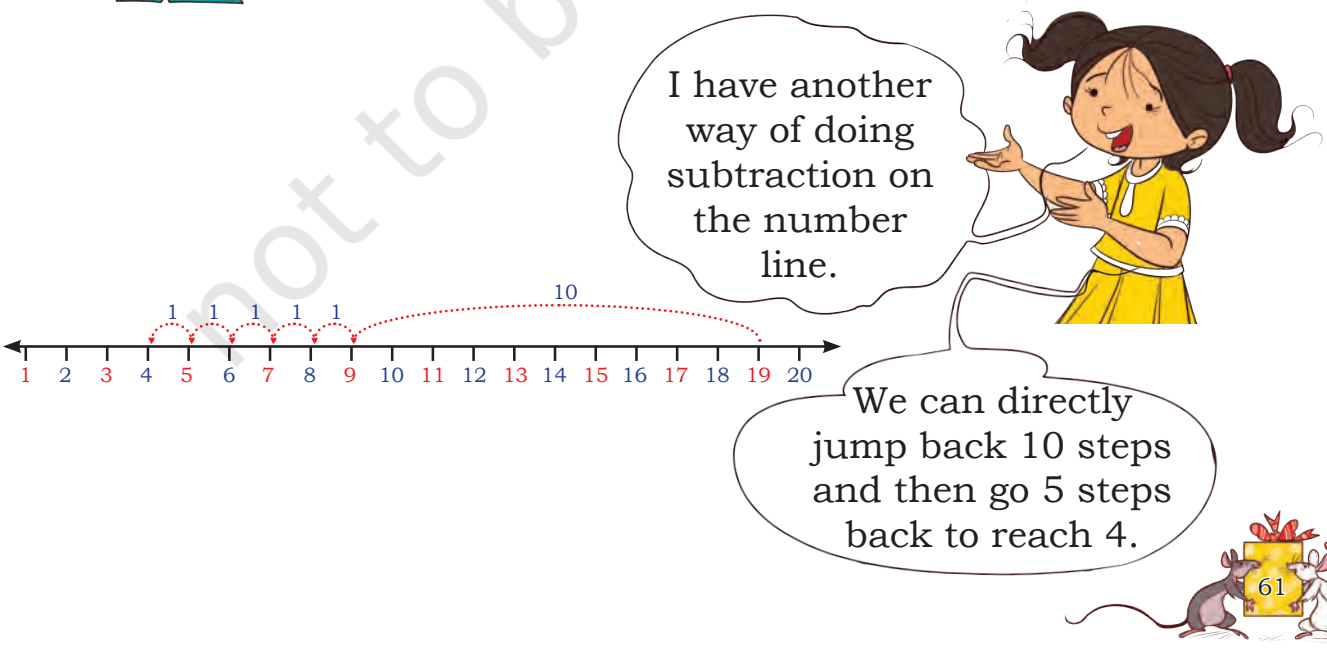 not to b
I have another
way of doing
subtraction on
the number
line.
10
1 1 1 1 1
1 2 3 4 5 6 7 8 9 10 11 12 13 14 15 16 17 18 19 20
We can directly
jump back 10 steps
and then go 5 steps
back to reach 4.
61